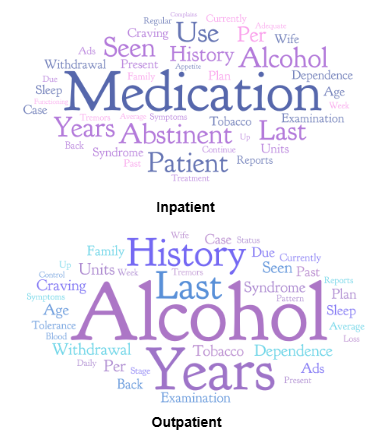 Complains
Regular Currently Adequate
Craving Use Per Wife
Ads Seen History Alcohol
Withdrawal Present Appetite Dependence
Due Family Plan
Sleep Medication Age
Functioning Week
Case Tremors Average Symptoms Tobacco Examination
Years Abstinent Up Last
Back Continue Units
Syndrome Patient Reports
Past
Treatment
Inpatient
Wife Case Status
Family History Due Currently
Up Seen Past
Control Units Week Last Tremors Syndrome Reports
Craving Pattern Plan
Symptoms Alcohol
Age Sleep
Tolerance Average
Blood Years Loss
Withdrawal Tobacco Dependence
Daily Per Stage Ads
Back Present
Examination
Outpatient